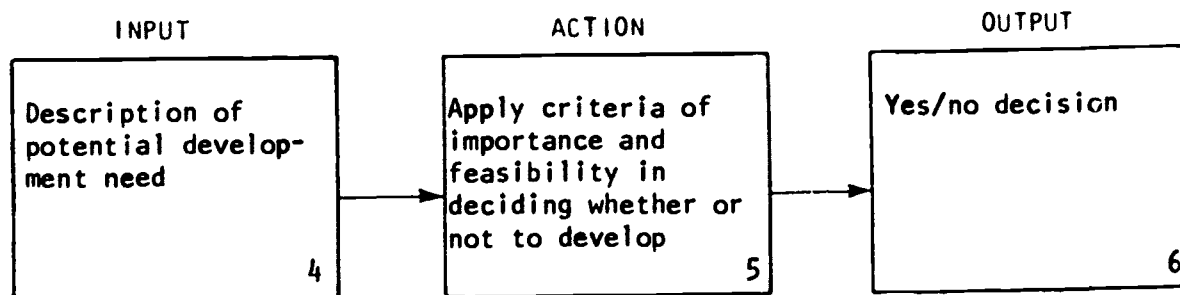 INPUT
ACTION
OUTPUT
Description of
potential develop-
ment need
4
Apply criteria of
importance and
feasibility in
deciding whether or
not to develop
5
Yes/no decision
6